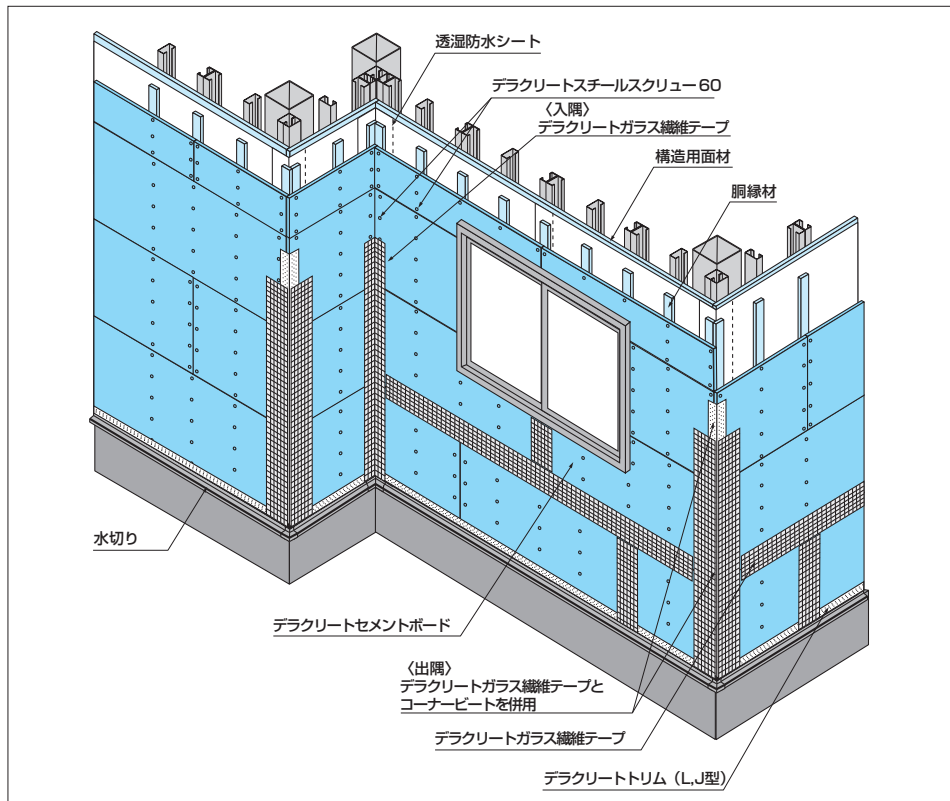 透湿防水シート
デラクリートスチールスクリュー60
〈入隅〉
デラクリートガラス繊維テープ
構造用面材
胴縁材
水切り
デラクリートセメントボード
〈出隅〉
デラクリートガラス繊維テープと
コーナービートを併用
デラクリートガラス繊維テープ
デラクリートトリム（L,J型）